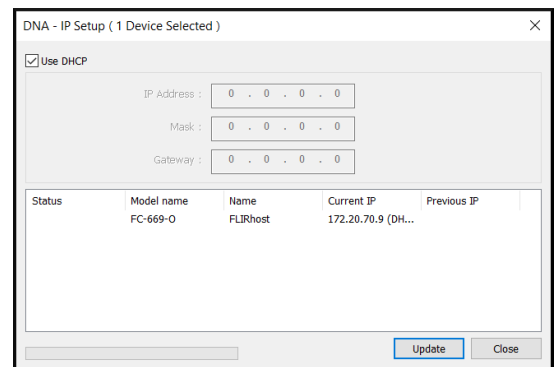 DNA - IP Setup ( 1 Device Selected )
Use DHCP
IP Address : 0 . 0 . 0 . 0
Mask : 0 . 0 . 0 . 0
Gateway : 0 . 0 . 0 . 0
Status Model name Name Current IP Previous IP
FC-669-O FLIRhost 172.20.70.9 (DH...
Update Close